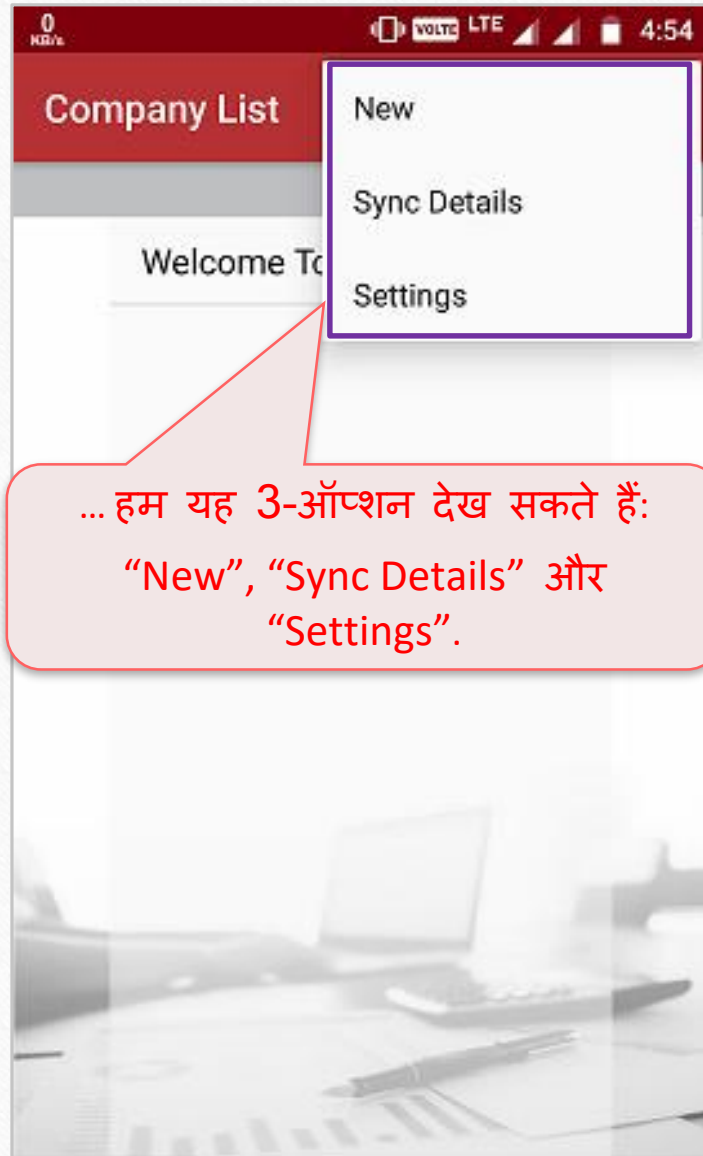 0
KB/s
VOLTE LTE 4:54
Company List
New
Sync Details
Welcome To
Settings
... हम यह 3-ऑप्शन देख सकते हैं:
“New”, “Sync Details” और
“Settings”.